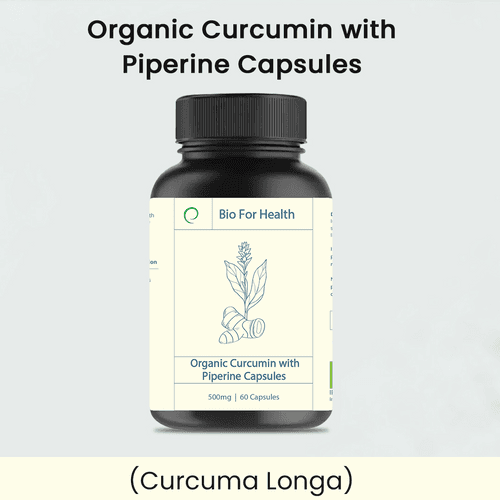 Organic Curcumin with
Piperine Capsules
Bio For Health
Organic Curcumin with
Piperine Capsules
500mg | 60 Capsules
(Curcuma Longa)